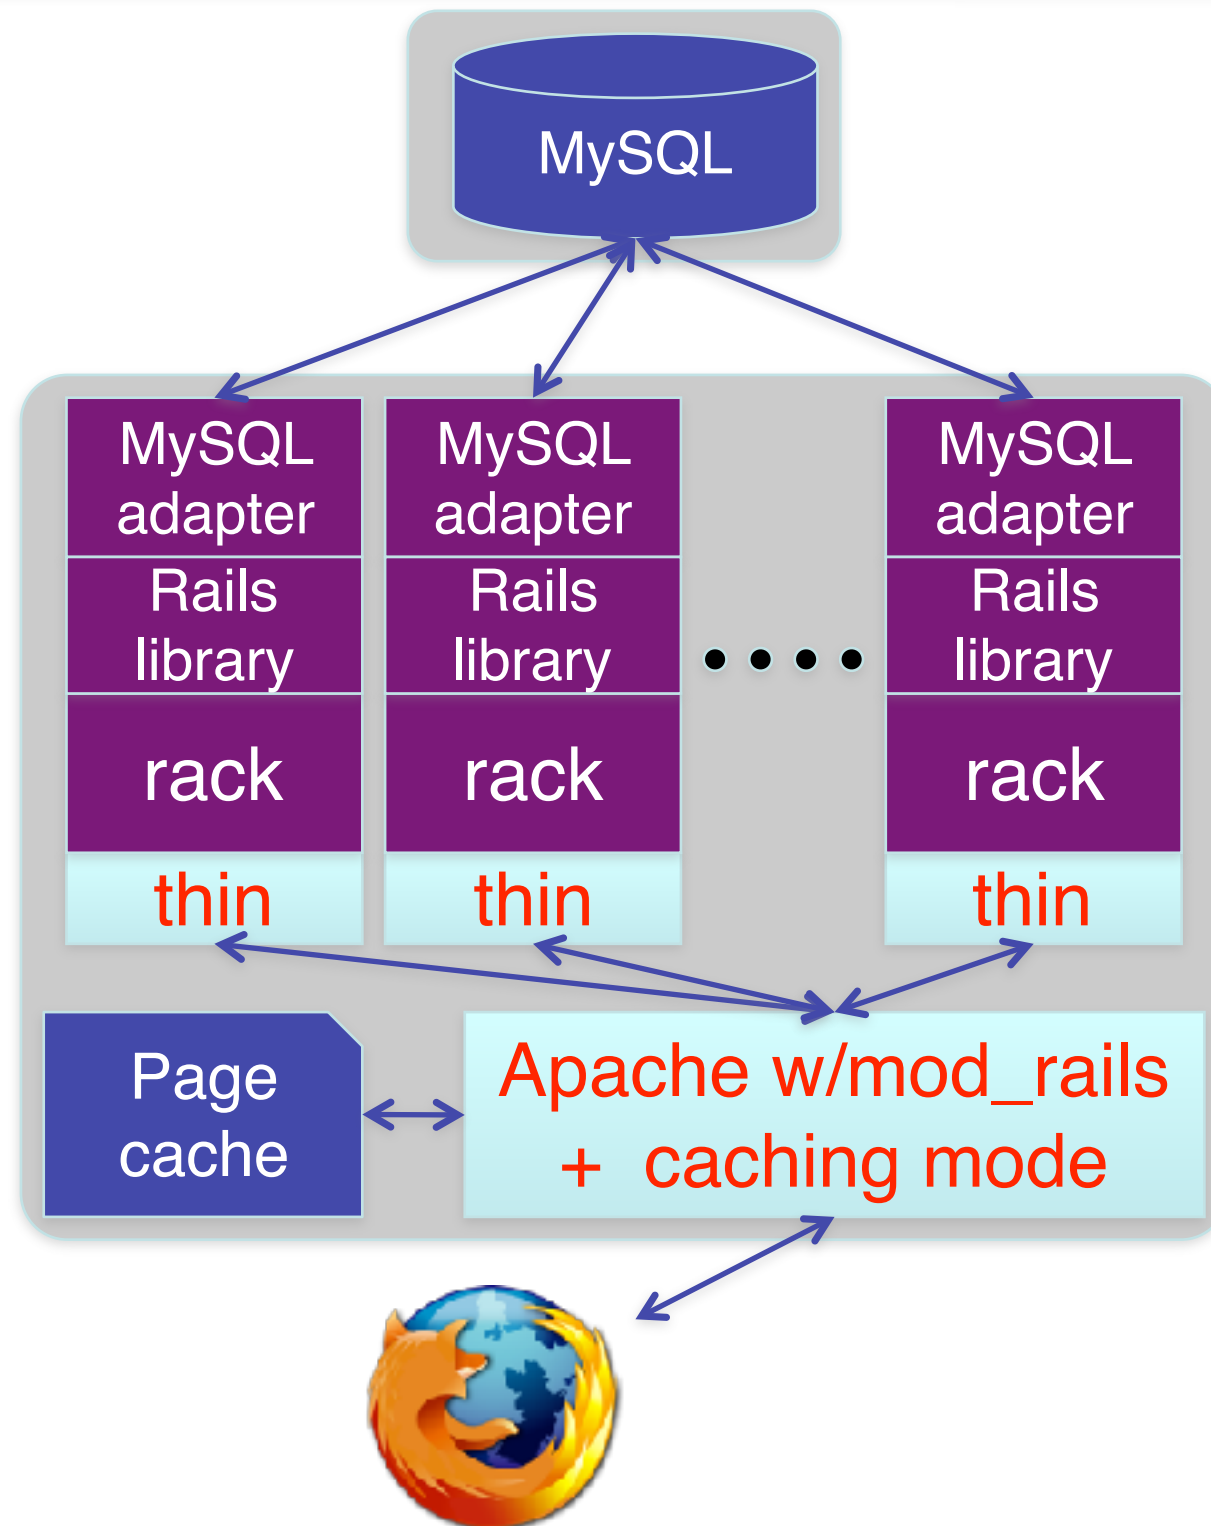 MySQL
MySQL
adapter
Rails
library
rack
thin
MySQL
adapter
Rails
library
rack
thin
MySQL
adapter
Rails
library
rack
thin
Page
cache
Apache w/mod_rails
+ caching mode